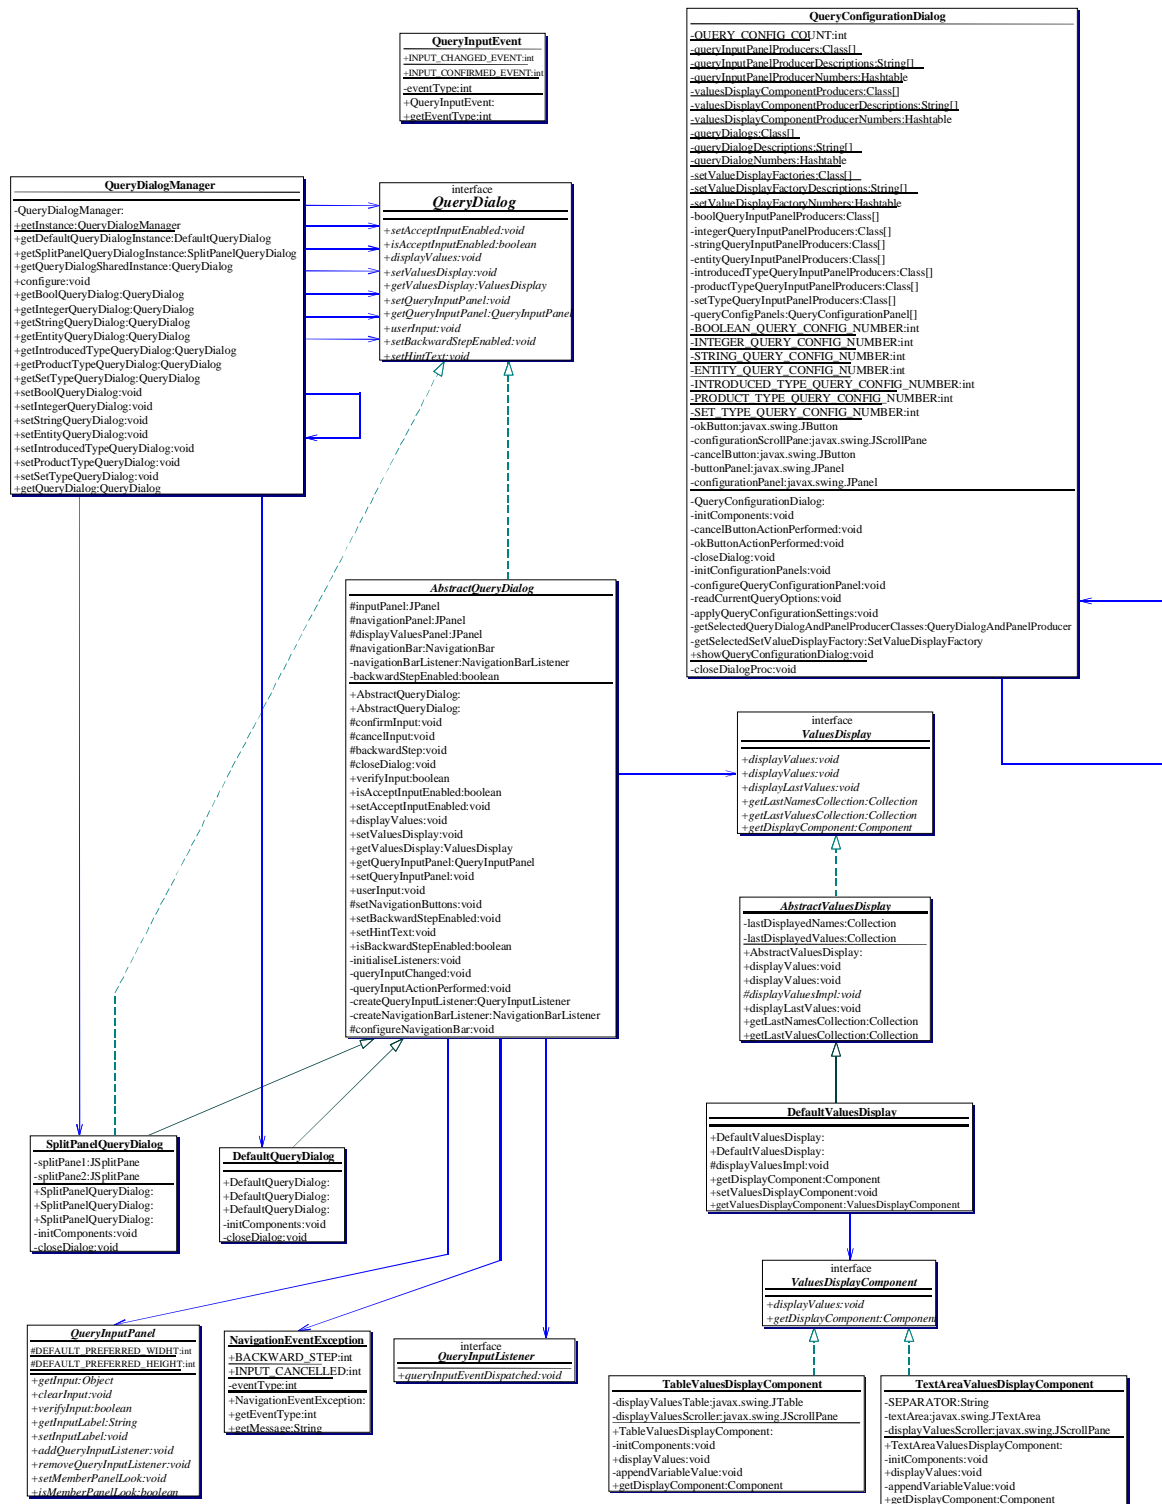 QueryInputEvent
+INPUT_CHANGED_EVENT:int
+INPUT_CONFIRMED_EVENT:int
-eventType:int
+QueryInputEvent:
+getEventType:int
QueryConfigurationDialog
-QUERY_CONFIG_COUNT:int
-queryInputPanelProducers:Class[]
-queryInputPanelProducerDescriptions:String[]
-queryInputPanelProducerNumbers:Hashtable
-valuesDisplayComponentProducers:Class[]
-valuesDisplayComponentProducerDescriptions:String[]
-valuesDisplayComponentProducerNumbers:Hashtable
-queryDialogs:Class[]
-queryDialogDescriptions:String[]
-queryDialogNumbers:Hashtable
-setValueDisplayFactories:Class[]
-setValueDisplayFactoryDescriptions:String[]
-setValueDisplayFactoryNumbers:Hashtable
-boolQueryInputPanelProducers:Class[]
-integerQueryInputPanelProducers:Class[]
-stringQueryInputPanelProducers:Class[]
-entityQueryInputPanelProducers:Class[]
-introducedTypeQueryInputPanelProducers:Class[]
-productTypeQueryInputPanelProducers:Class[]
-setTypeQueryInputPanelProducers:Class[]
-queryConfigPanels:QueryConfigurationPanel[]
-BOOLEAN_QUERY_CONFIG_NUMBER:int
-INTEGER_QUERY_CONFIG_NUMBER:int
-STRING_QUERY_CONFIG_NUMBER:int
-ENTITY_QUERY_CONFIG_NUMBER:int
-INTRODUCED_TYPE_QUERY_CONFIG_NUMBER:int
-PRODUCT_TYPE_QUERY_CONFIG_NUMBER:int
-SET_TYPE_QUERY_CONFIG_NUMBER:int
-okButton:javax.swing.JButton
-configurationScrollPane:javax.swing.JScrollPane
-cancelButton:javax.swing.JButton
-buttonPanel:javax.swing.JPanel
-configurationPanel:javax.swing.JPanel
-QueryConfigurationDialog:
-initComponents:void
-cancelButtonActionPerformed:void
-okButtonActionPerformed:void
-closeDialog:void
-initConfigurationPanels:void
-configureQueryConfigurationPanel:void
-readCurrentQueryOptions:void
-applyQueryConfigurationSettings:void
-getSelectedQueryDialogAndPanelProducerClasses:QueryDialogAndPanelProducer
-getSelectedSetValueDisplayFactory:SetValueDisplayFactory
+showQueryConfigurationDialog:void
-closeDialogProc:void
QueryDialogManager
-QueryDialogManager:
+getInstance:QueryDialogManager
+getDefaultQueryDialogInstance:DefaultQueryDialog
+getSplitPanelQueryDialogInstance:SplitPanelQueryDialog
+getQueryDialogSharedInstance:QueryDialog
+configure:void
+getBoolQueryDialog:QueryDialog
+getIntegerQueryDialog:QueryDialog
+getStringQueryDialog:QueryDialog
+getEntityQueryDialog:QueryDialog
+getIntroducedTypeQueryDialog:QueryDialog
+getProductTypeQueryDialog:QueryDialog
+getSetTypeQueryDialog:QueryDialog
+setBoolQueryDialog:void
+setIntegerQueryDialog:void
+setStringQueryDialog:void
+setEntityQueryDialog:void
+setIntroducedTypeQueryDialog:void
+setProductTypeQueryDialog:void
+setSetTypeQueryDialog:void
+getQueryDialog:QueryDialog
interface
QueryDialog
+setAcceptInputEnabled:void
+isAcceptInputEnabled:boolean
+displayValues:void
+setValuesDisplay:void
+getValuesDisplay:ValuesDisplay
+setQueryInputPanel:void
+getQueryInputPanel:QueryInputPanel
+userInput:void
+setBackwardStepEnabled:void
+setHintText:void
AbstractQueryDialog
#inputPanel:JPanel
#navigationPanel:JPanel
#displayValuesPanel:JPanel
#navigationBar:NavigationBar
-navigationBarListener:NavigationBarListener
-backwardStepEnabled:boolean
+AbstractQueryDialog:
+AbstractQueryDialog:
#confirmInput:void
#cancelInput:void
#backwardStep:void
#closeDialog:void
+verifyInput:boolean
+isAcceptInputEnabled:boolean
+setAcceptInputEnabled:void
+displayValues:void
+setValuesDisplay:void
+getValuesDisplay:ValuesDisplay
+getQueryInputPanel:QueryInputPanel
+setQueryInputPanel:void
+userInput:void
#setNavigationButtons:void
+setBackwardStepEnabled:void
+setHintText:void
+isBackwardStepEnabled:boolean
-initialiseListeners:void
-queryInputChanged:void
-queryInputActionPerformed:void
-createQueryInputListener:QueryInputListener
-createNavigationBarListener:NavigationBarListener
#configureNavigationBar:void
interface
ValuesDisplay
+displayValues:void
+displayValues:void
+displayLastValues:void
+getLastNamesCollection:Collection
+getLastValuesCollection:Collection
+getDisplayComponent:Component
AbstractValuesDisplay
-lastDisplayedNames:Collection
-lastDisplayedValues:Collection
+AbstractValuesDisplay:
+displayValues:void
+displayValues:void
#displayValuesImpl:void
+displayLastValues:void
+getLastNamesCollection:Collection
+getLastValuesCollection:Collection
DefaultValuesDisplay
+DefaultValuesDisplay:
+DefaultValuesDisplay:
#displayValuesImpl:void
+getDisplayComponent:Component
+setValuesDisplayComponent:void
+getValuesDisplayComponent:ValuesDisplayComponent
SplitPanelQueryDialog
-splitPane1:JSplitPane
-splitPane2:JSplitPane
+SplitPanelQueryDialog:
+SplitPanelQueryDialog:
+SplitPanelQueryDialog:
-initComponents:void
-closeDialog:void
DefaultQueryDialog
+DefaultQueryDialog:
+DefaultQueryDialog:
+DefaultQueryDialog:
-initComponents:void
-closeDialog:void
interface
ValuesDisplayComponent
+displayValues:void
+getDisplayComponent:Component
QueryInputPanel
#DEFAULT_PREFERRED_WIDHT:int
#DEFAULT_PREFERRED_HEIGHT:int
+getInput:Object
+clearInput:void
+verifyInput:boolean
+getInputLabel:String
+setInputLabel:void
+addQueryInputListener:void
+removeQueryInputListener:void
+setMemberPanelLook:void
+isMemberPanelLook:boolean
NavigationEventException
+BACKWARD_STEP:int
+INPUT_CANCELLED:int
-eventType:int
+NavigationEventException:
+getEventType:int
+getMessage:String
interface
QueryInputListener
+queryInputEventDispatched:void
TableValuesDisplayComponent
-displayValuesTable:javax.swing.JTable
-displayValuesScroller:javax.swing.JScrollPane
+TableValuesDisplayComponent:
-initComponents:void
+displayValues:void
-appendVariableValue:void
+getDisplayComponent:Component
TextAreaValuesDisplayComponent
-SEPARATOR:String
-textArea:javax.swing.JTextArea
-displayValuesScroller:javax.swing.JScrollPane
+TextAreaValuesDisplayComponent:
-initComponents:void
+displayValues:void
-appendVariableValue:void
+getDisplayComponent:Component